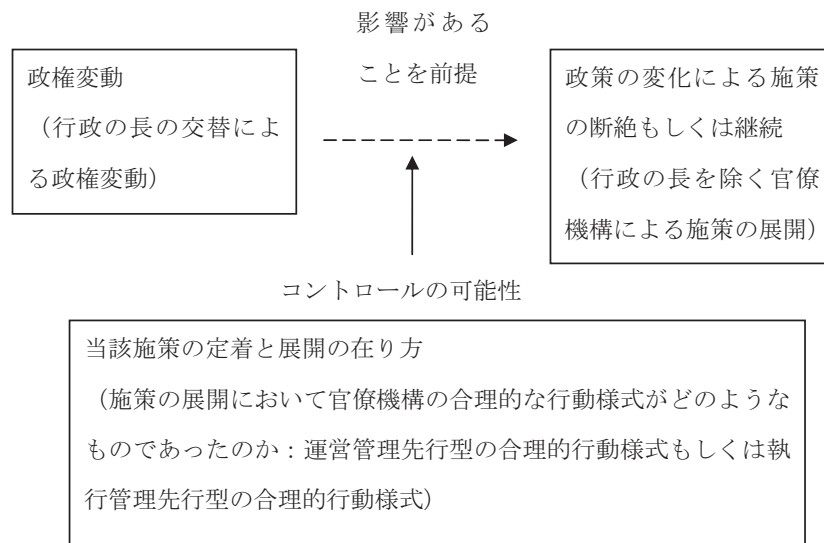 影響がある
ことを前提
政権変動
（行政の長の交替によ
る政権変動）
政策の変化による施策
の断絶もしくは継続
（行政の長を除く官僚
機構による施策の展開）
コントロールの可能性
当該施策の定着と展開の在り方
（施策の展開において官僚機構の合理的な行動様式がどのような
ものであったのか：運営管理先行型の合理的行動様式もしくは執
行管理先行型の合理的行動様式）